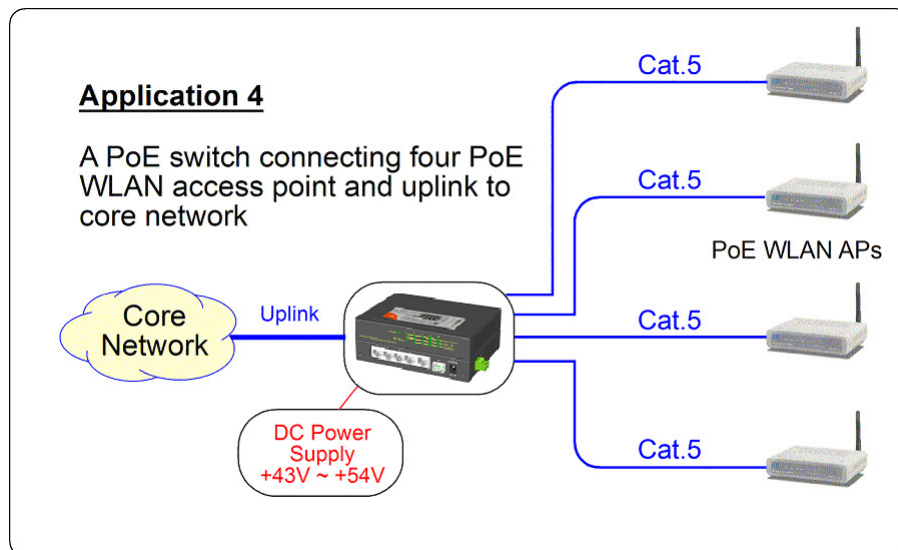 Application 4
A PoE switch connecting four PoE
WLAN access point and uplink to
core network
Cat.5
Cat.5
PoE WLAN APs
Cat.5
Cat.5
Core
Network
Uplink
DC Power
Supply
+43V ~ +54V